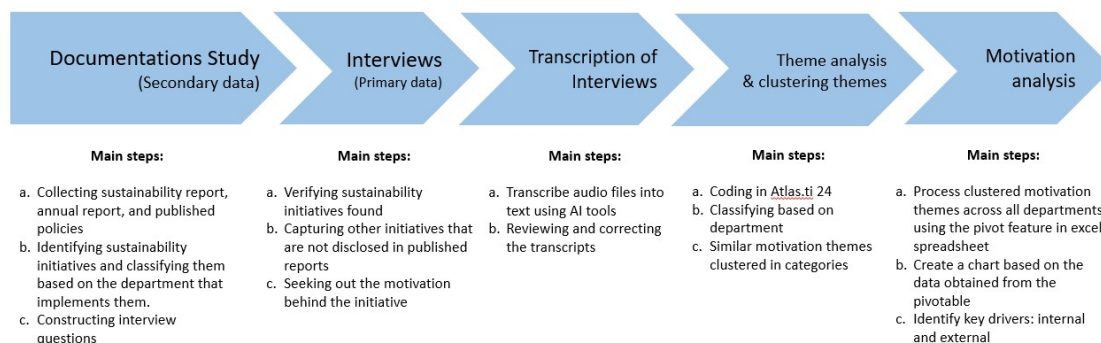 Documentations Study
(Secondary data)
Interviews
(Primary data)
Transcription of
Interviews
Theme analysis
& clustering themes
Motivation
analysis
Main steps:
a. Collecting sustainability report,
annual report, and published
policies
b. Identifying sustainability
initiatives and classifying them
based on the department that
implements them.
c. Constructing interview
questions
Main steps:
a. Verifying sustainability
initiatives found
b. Capturing other initiatives that
are not disclosed in published
reports
c. Seeking out the motivation
behind the initiative
Main steps:
a. Transcribe audio files into
text using AI tools
b. Reviewing and correcting
the transcripts
Main steps:
a. Coding in Atlas.ti 24
b. Classifying based on
department
c. Similar motivation themes
clustered in categories
Main steps:
a. Process clustered motivation
themes across all departments
using the pivot feature in excel
spreadsheet
b. Create a chart based on the
data obtained from the
pivotable
c. Identify key drivers: internal
and external